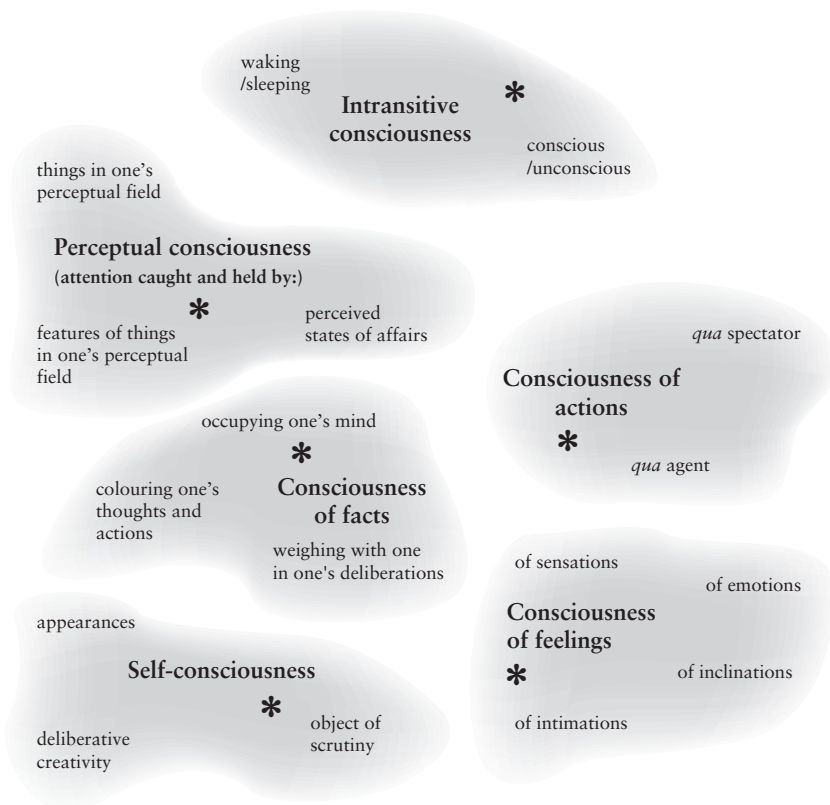 waking
/sleeping
*
Intransitive
consciousness
conscious
/unconscious
things in one’s
perceptual field
Perceptual consciousness
(attention caught and held by:)
*
features of things
in one’s perceptual
field
perceived
states of affairs
qua spectator
Consciousness of
actions
*
qua agent
occupying one’s mind
*
colouring one’s
thoughts and
actions
Consciousness
of facts
weighing with one
in one's deliberations
of sensations
of emotions
Consciousness
of feelings
*
of inclinations
of intimations
appearances
Self-consciousness
*
object of
scrutiny
deliberative
creativity